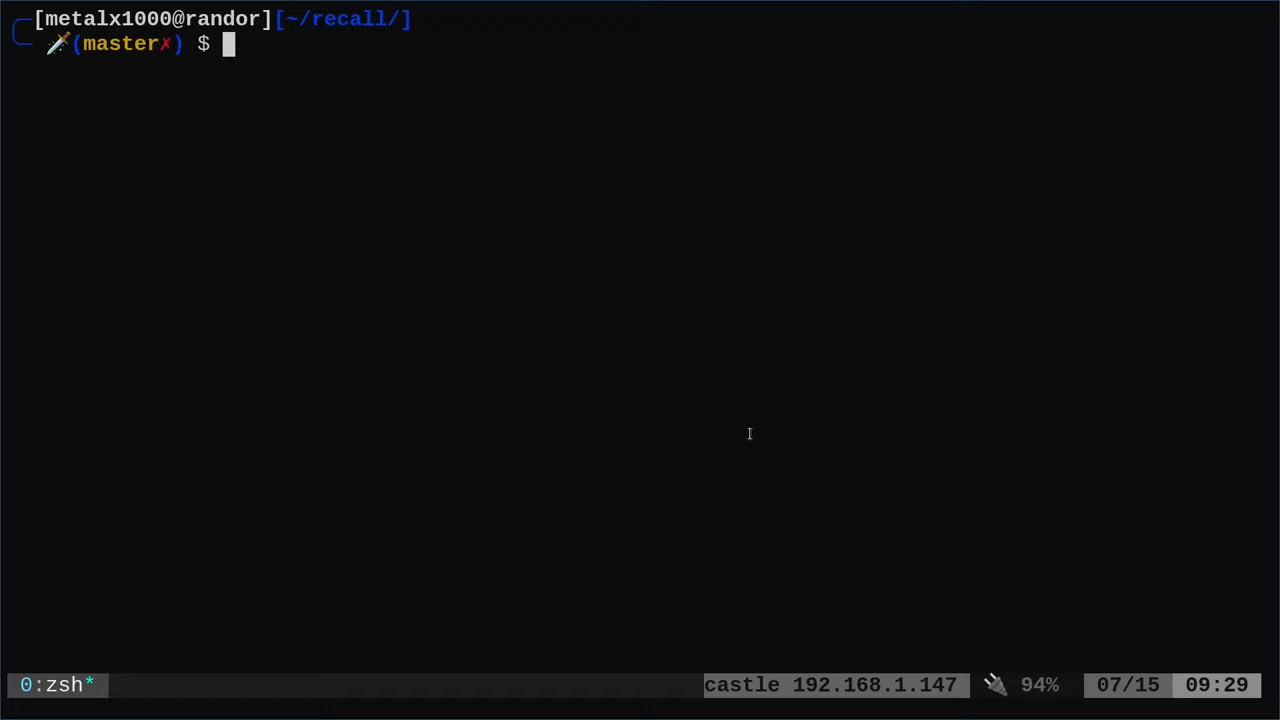 [metalx1000@randor][~/recall/]
🗡️(master✗) $
0:zsh* castle 192.168.1.147 🔌 94% 07/15 09:29